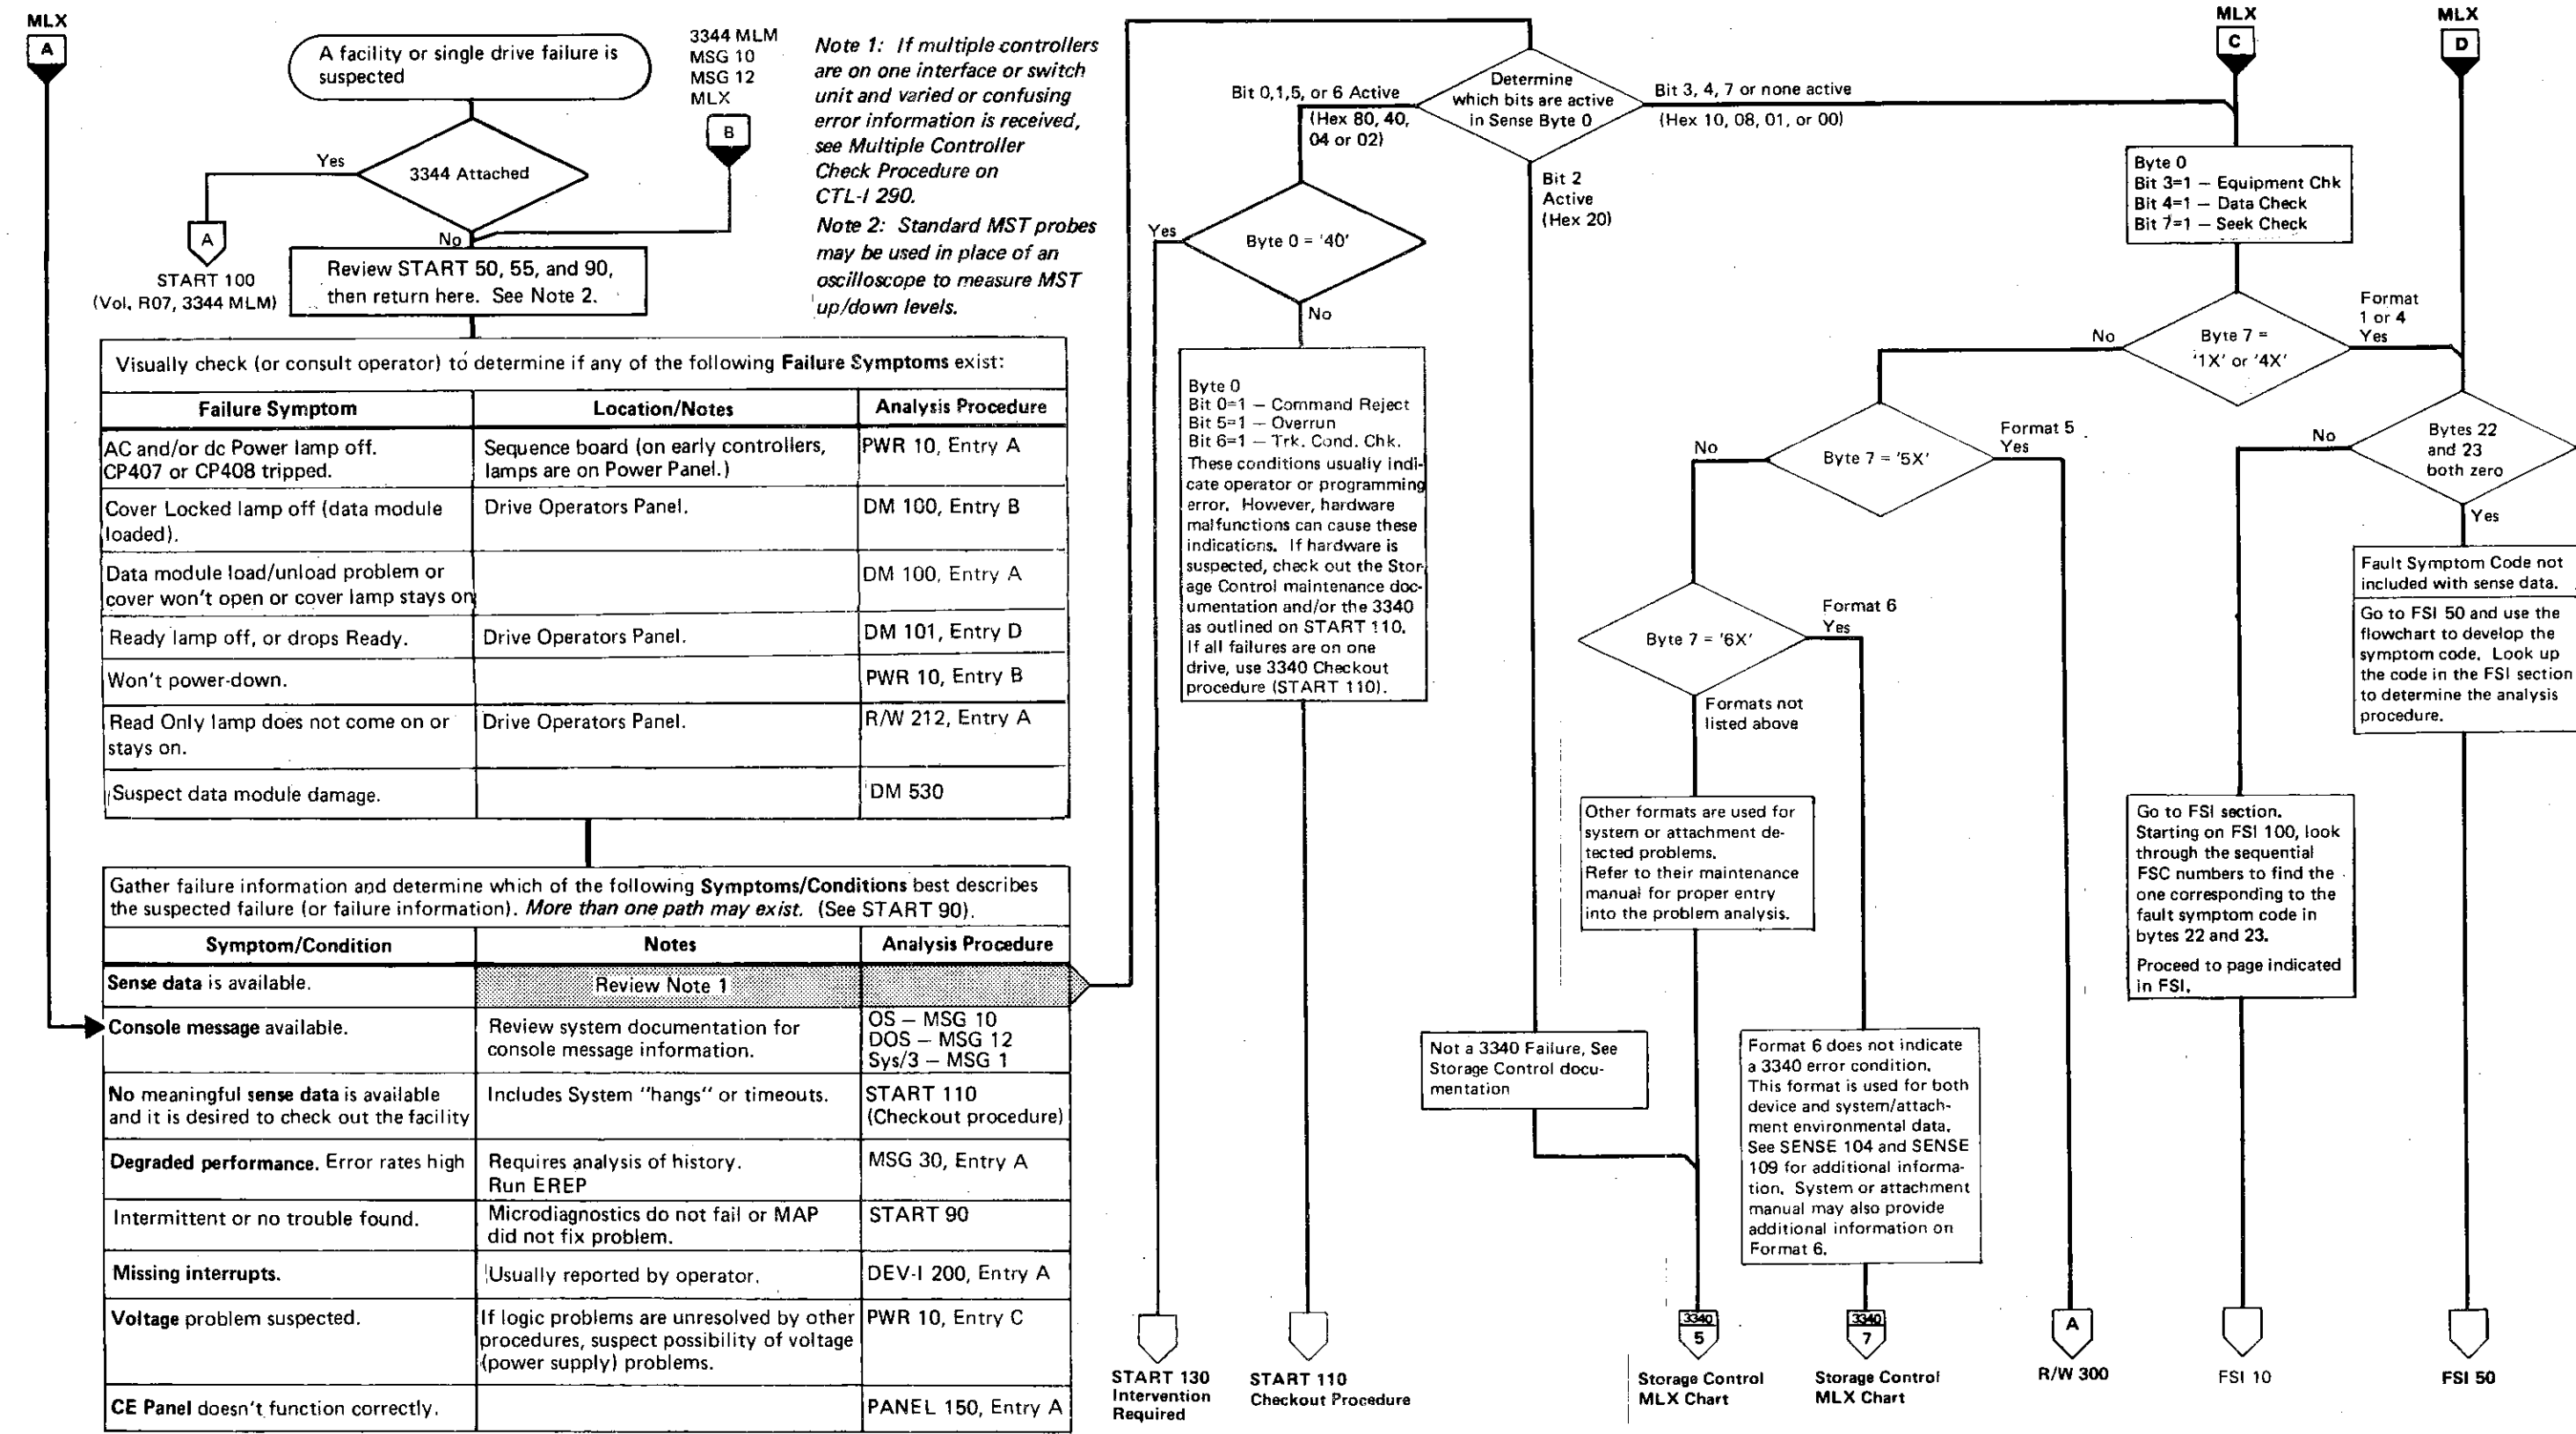 MLX
A
A facility or single drive failure is
suspected
3344 MLM
MSG 10
MSG 12
MLX
B
Yes
3344 Attached
No
A
START 100
(Vol. R07, 3344 MLM)
Review START 50, 55, and 90,
then return here. See Note 2.
Note 1: If multiple controllers
are on one interface or switch
unit and varied or confusing
error information is received,
see Multiple Controller
Check Procedure on
CTL-I 290.
Note 2: Standard MST probes
may be used in place of an
oscilloscope to measure MST
up/down levels.
Visually check (or consult operator) to determine if any of the following Failure Symptoms exist:
Failure Symptom
Location/Notes
Analysis Procedure
AC and/or dc Power lamp off.
CP407 or CP408 tripped.
Sequence board (on early controllers,
lamps are on Power Panel.)
PWR 10, Entry A
Cover Locked lamp off (data module
loaded).
Drive Operators Panel.
DM 100, Entry B
Data module load/unload problem or
cover won't open or cover lamp stays on
DM 100, Entry A
Ready lamp off, or drops Ready.
Drive Operators Panel.
DM 101, Entry D
Won't power-down.
PWR 10, Entry B
Read Only lamp does not come on or
stays on.
Drive Operators Panel.
R/W 212, Entry A
Suspect data module damage.
DM 530
Gather failure information and determine which of the following Symptoms/Conditions best describes
the suspected failure (or failure information). More than one path may exist. (See START 90).
Symptom/Condition
Notes
Analysis Procedure
Sense data is available.
Review Note 1
Console message available.
Review system documentation for
console message information.
OS – MSG 10
DOS – MSG 12
Sys/3 – MSG 1
No meaningful sense data is available
and it is desired to check out the facility
Includes System "hangs" or timeouts.
START 110
(Checkout procedure)
Degraded performance. Error rates high
Requires analysis of history.
Run EREP
MSG 30, Entry A
Intermittent or no trouble found.
Microdiagnostics do not fail or MAP
did not fix problem.
START 90
Missing interrupts.
Usually reported by operator.
DEV-I 200, Entry A
Voltage problem suspected.
If logic problems are unresolved by other
procedures, suspect possibility of voltage
(power supply) problems.
PWR 10, Entry C
CE Panel doesn't function correctly.
PANEL 150, Entry A
Determine
which bits are active
in Sense Byte 0
Bit 0,1,5, or 6 Active
(Hex 80, 40,
04 or 02)
Bit 3, 4, 7 or none active
(Hex 10, 08, 01, or 00)
Bit 2
Active
(Hex 20)
Yes
Byte 0 = '40'
No
Byte 0
Bit 0=1 – Command Reject
Bit 5=1 – Overrun
Bit 6=1 – Trk. Cond. Chk.
These conditions usually indi-
cate operator or programming
error. However, hardware
malfunctions can cause these
indications. If hardware is
suspected, check out the Stor-
age Control maintenance doc-
umentation and/or the 3340
as outlined on START 110.
If all failures are on one
drive, use 3340 Checkout
procedure (START 110).
START 130
Intervention
Required
START 110
Checkout Procedure
Not a 3340 Failure, See
Storage Control docu-
mentation
MLX
C
Byte 0
Bit 3=1 – Equipment Chk
Bit 4=1 – Data Check
Bit 7=1 – Seek Check
No
Byte 7 =
'1X' or '4X'
Format
1 or 4
Yes
No
Byte 7 = '5X'
Format 5
Yes
Byte 7 = '6X'
Format 6
Yes
Formats not
listed above
Other formats are used for
system or attachment de-
tected problems.
Refer to their maintenance
manual for proper entry
into the problem analysis.
Format 6 does not indicate
a 3340 error condition.
This format is used for both
device and system/attach-
ment environmental data.
See SENSE 104 and SENSE
109 for additional informa-
tion. System or attachment
manual may also provide
additional information on
Format 6.
3340
5
Storage Control
MLX Chart
3340
7
Storage Control
MLX Chart
A
R/W 300
MLX
D
No
Bytes 22
and 23
both zero
Yes
Fault Symptom Code not
included with sense data.
Go to FSI 50 and use the
flowchart to develop the
symptom code. Look up
the code in the FSI section
to determine the analysis
procedure.
Go to FSI section.
Starting on FSI 100, look
through the sequential
FSC numbers to find the
one corresponding to the
fault symptom code in
bytes 22 and 23.
Proceed to page indicated
in FSI.
FSI 10
FSI 50